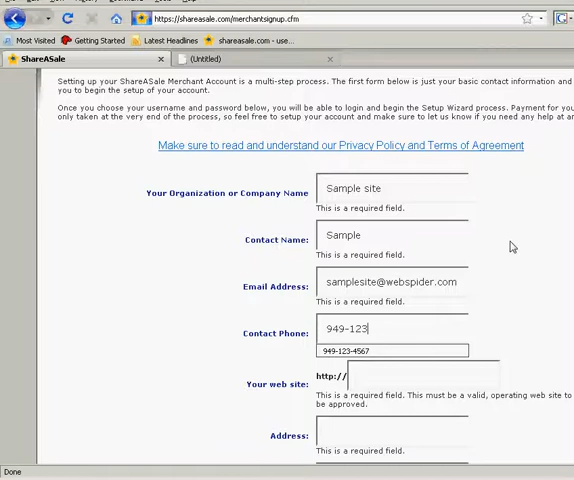 https://shareasale.com/merchantsignup.cfm
Most Visited
Getting Started
Latest Headlines
shareasale.com - use...
ShareASale
(Untitled)
Setting up your ShareASale Merchant Account is a multi-step process. The first form below is just your basic contact information and
you to begin the setup of your account.
Once you choose your username and password below, you will be able to login and begin the Setup Wizard process. Payment for you
only taken at the very end of the process, so feel free to setup your account and make sure to let us know if you need any help at an
Make sure to read and understand our Privacy Policy and Terms of Agreement
Your Organization or Company Name
Sample site
This is a required field.
Contact Name:
Sample
This is a required field.
Email Address:
samplesite@webspider.com
This is a required field.
Contact Phone:
949-123
949-123-4567
Your web site:
http://
This is a required field. This must be a valid, operating web site to
be approved.
Address:
This is a required field.
Done